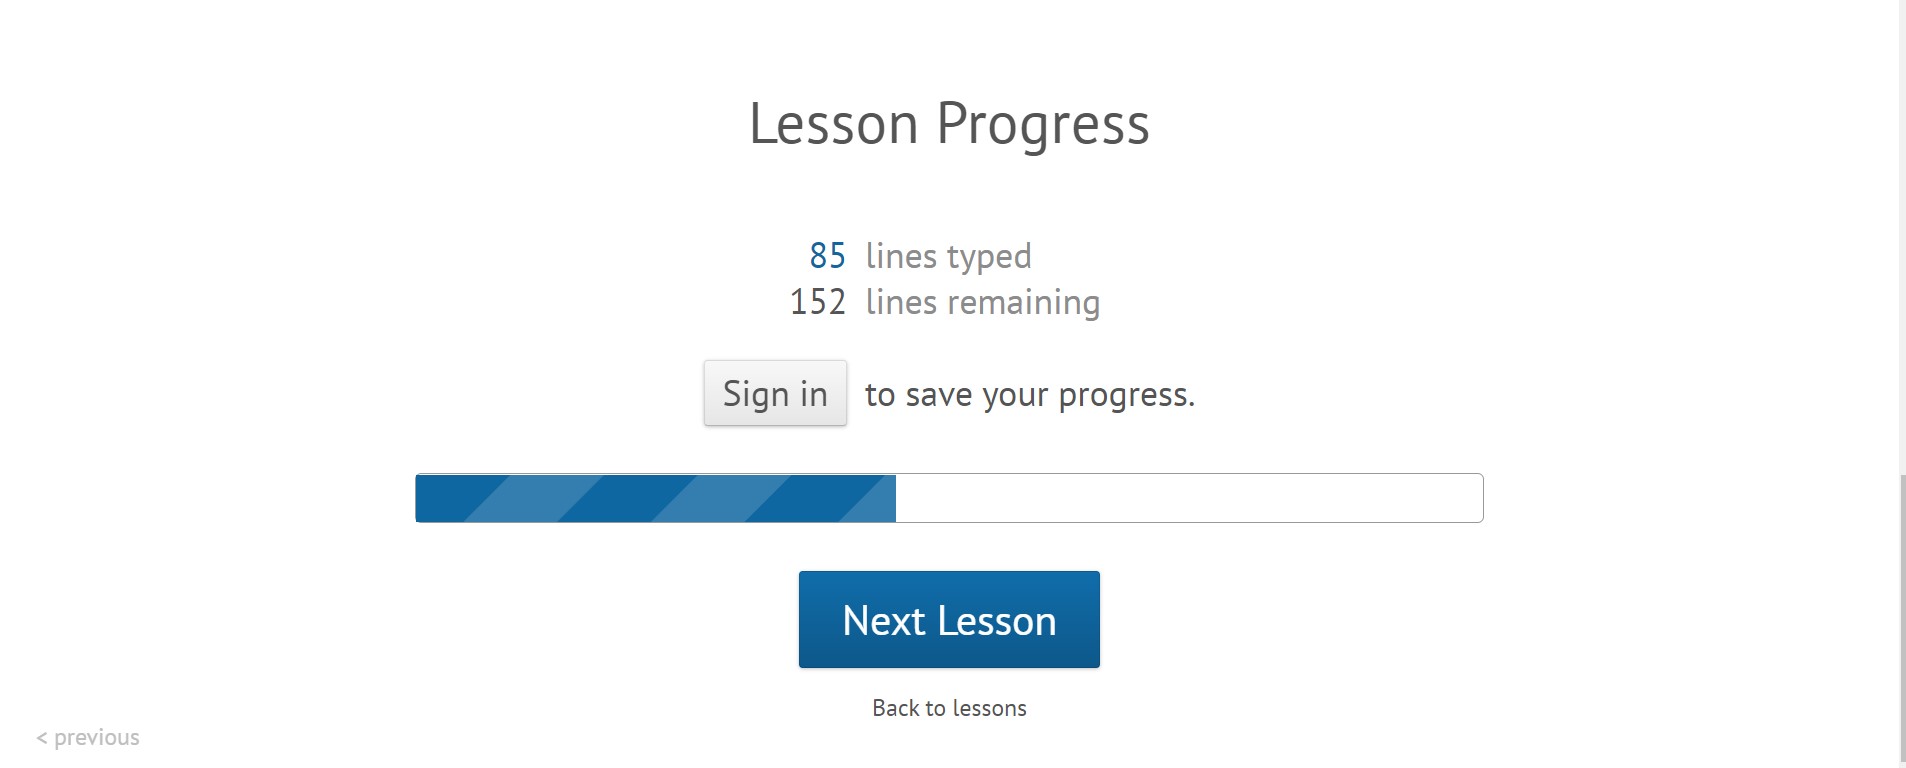 Lesson Progress
85 lines typed
152 lines remaining
Sign in to save your progress.
Next Lesson
Back to lessons
< previous